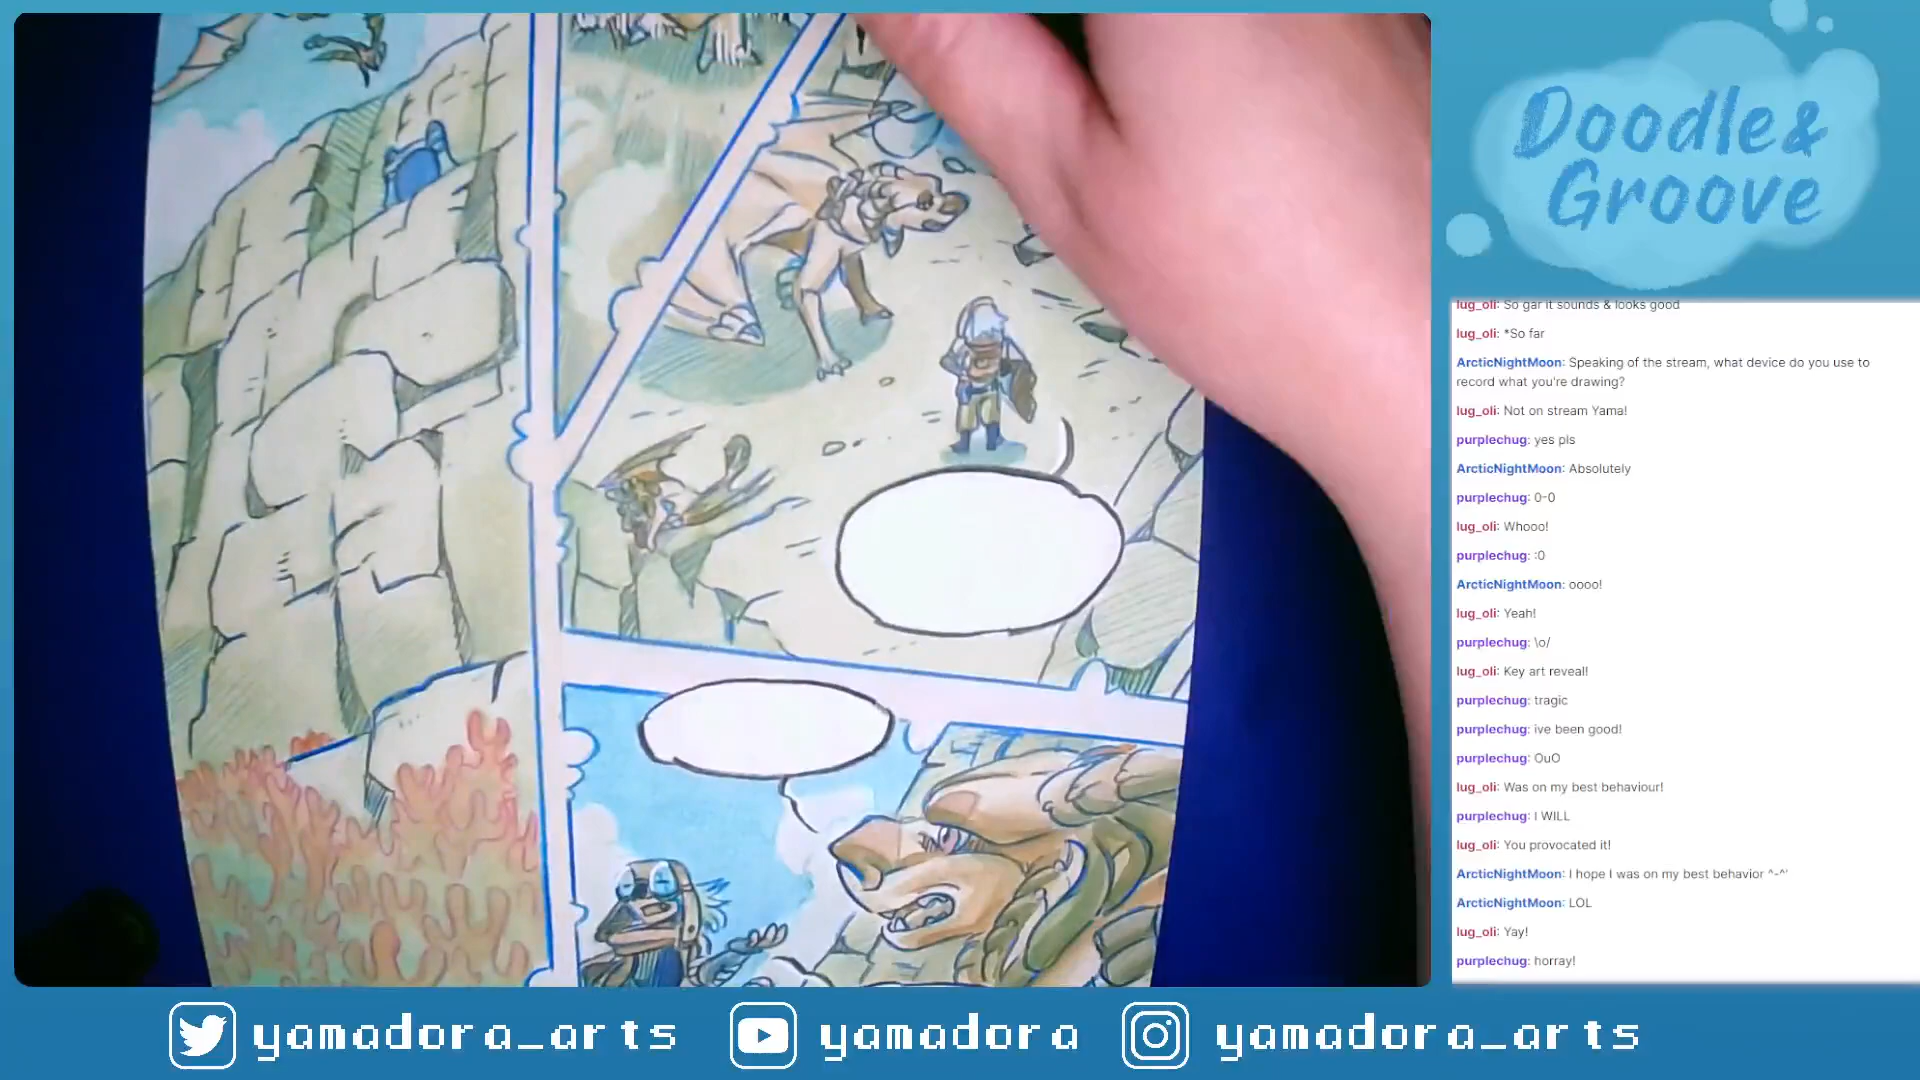 Doodle&
Groove
lug_oli: So gar it sounds & looks good
lug_oli: *So far
ArcticNightMoon: Speaking of the stream, what device do you use to
record what you're drawing?
lug_oli: Not on stream Yama!
purplechug: yes pls
ArcticNightMoon: Absolutely
purplechug: 0-0
lug_oli: Whooo!
purplechug: :0
ArcticNightMoon: oooo!
lug_oli: Yeah!
purplechug: \o/
lug_oli: Key art reveal!
purplechug: tragic
purplechug: ive been good!
purplechug: OuO
lug_oli: Was on my best behaviour!
purplechug: I WILL
lug_oli: You provocated it!
ArcticNightMoon: I hope I was on my best behavior ^-^'
ArcticNightMoon: LOL
lug_oli: Yay!
purplechug: horray!
yamadora_arts
yamadora
yamadora_arts